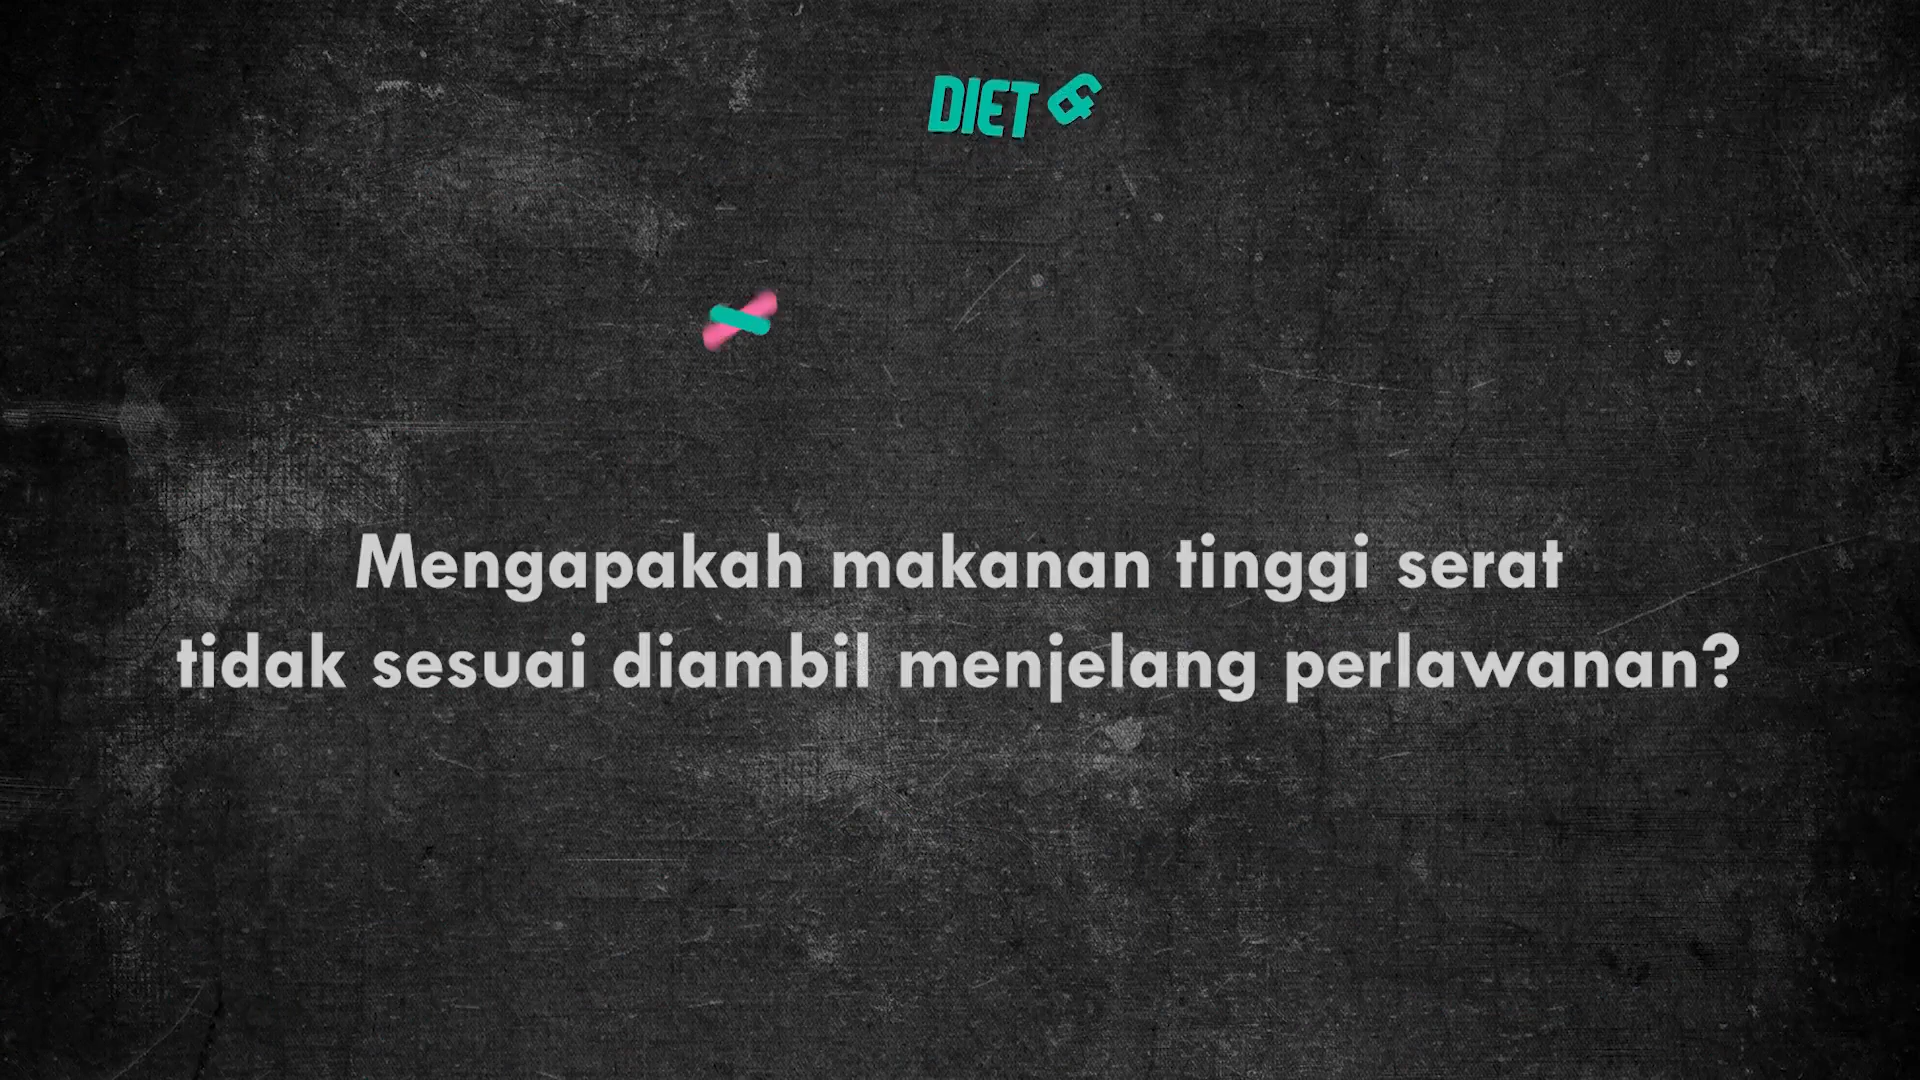 DIET &
Mengapakah makanan tinggi serat
tidak sesuai diambil menjelang perlawanan?